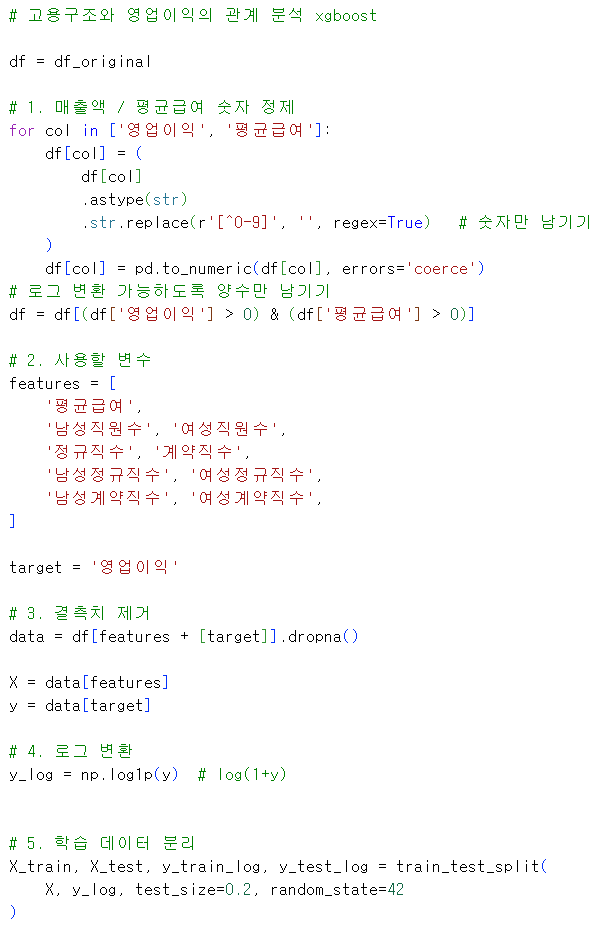 # 고용구조와 영업이익의 관계 분석 xgboost
df = df_original
# 1. 매출액 / 평균급여 숫자 정제
for col in ['영업이익', '평균급여']:
    df[col] = (
        df[col]
        .astype(str)
        .str.replace(r'[^0-9]', '', regex=True)   # 숫자만 남기기
    )
    df[col] = pd.to_numeric(df[col], errors='coerce')
# 로그 변환 가능하도록 양수만 남기기
df = df[(df['영업이익'] > 0) & (df['평균급여'] > 0)]
# 2. 사용할 변수
features = [
    '평균급여',
    '남성직원수', '여성직원수',
    '정규직수', '계약직수',
    '남성정규직수', '여성정규직수',
    '남성계약직수', '여성계약직수',
]
target = '영업이익'
# 3. 결측치 제거
data = df[features + [target]].dropna()
X = data[features]
y = data[target]
# 4. 로그 변환
y_log = np.log1p(y)  # log(1+y)
# 5. 학습 데이터 분리
X_train, X_test, y_train_log, y_test_log = train_test_split(
    X, y_log, test_size=0.2, random_state=42
)